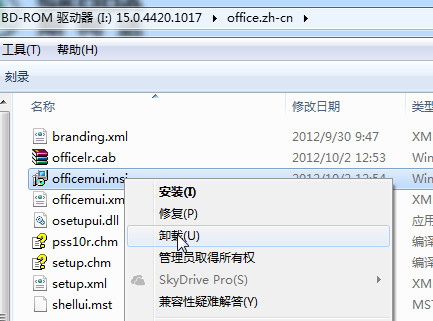 BD-ROM 驱动器 (I:) 15.0.4420.1017 ▸ office.zh-cn ▸
工具(T) 帮助(H)
刻录
名称 修改日期 类型
branding.xml 2012/9/30 9:47 XM
officelr.cab 2012/10/2 12:53 Win
officemui.msi 2012/10/2 12:54 Win
officemui.xm XM
osetupui.dll 应用
pss10r.chm 编译
setup.chm 编译
setup.xml XM
shellui.mst MST
安装(I)
修复(P)
卸载(U)
管理员取得所有权
SkyDrive Pro(S)
兼容性疑难解答(Y)